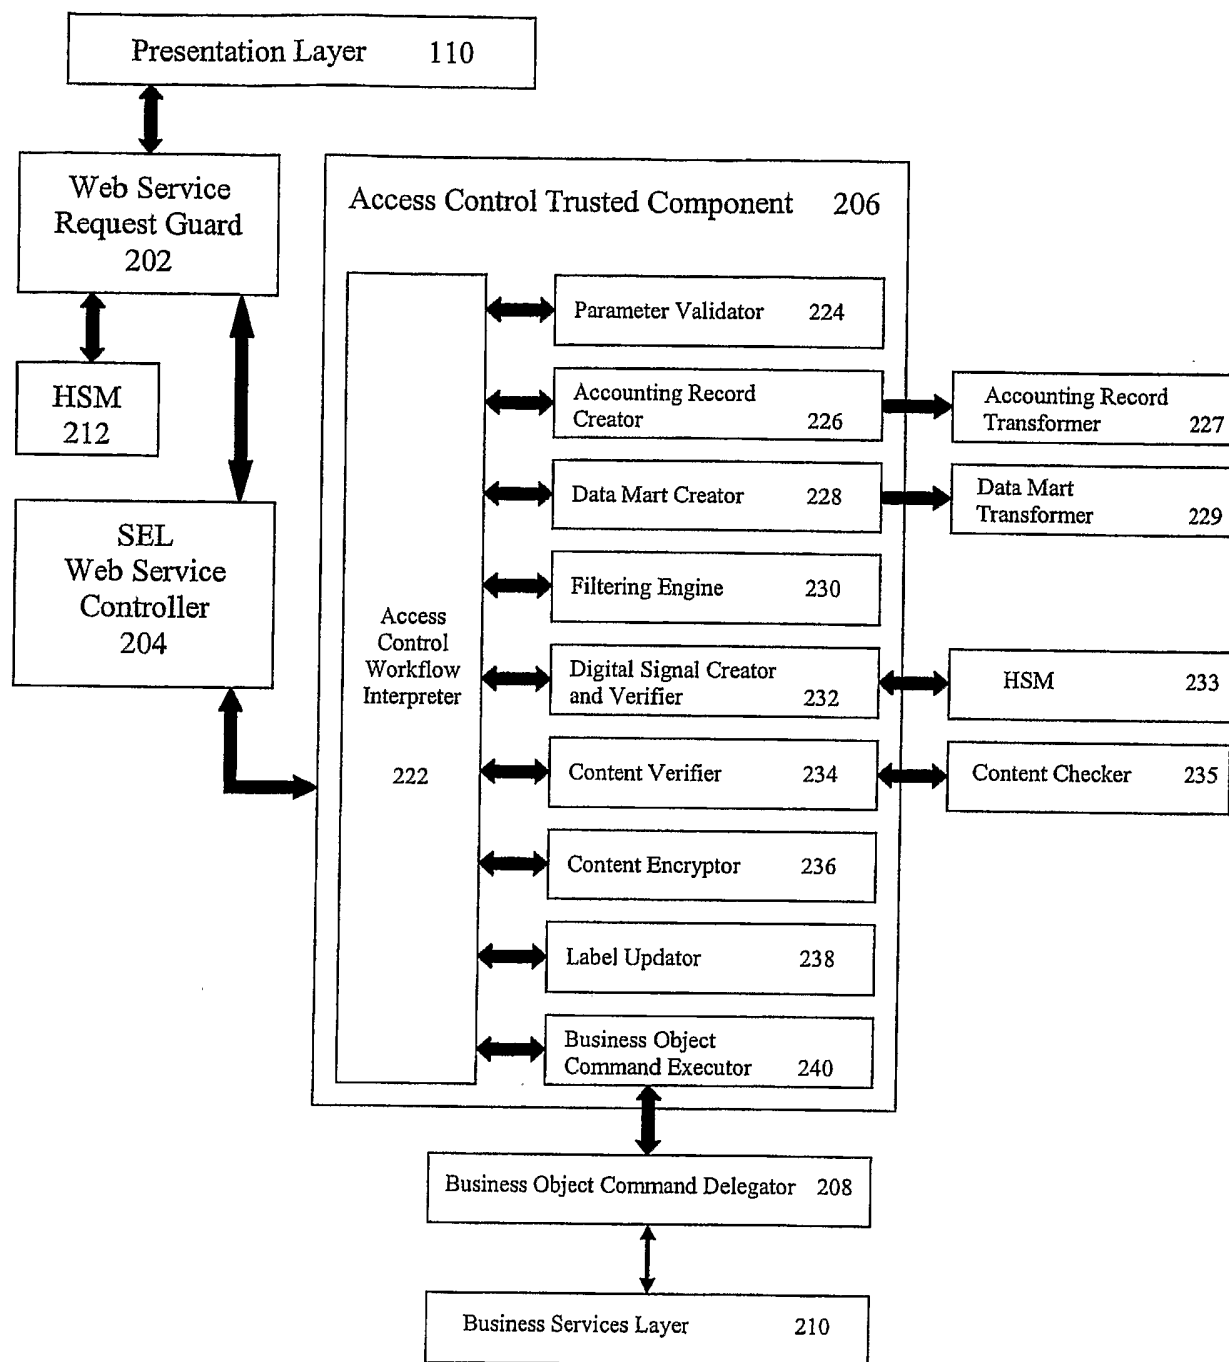 Presentation Layer 110
Web Service
Request Guard
202
HSM
212
SEL
Web Service
Controller
204
Access Control Trusted Component 206
Access
Control
Workflow
Interpreter
222
Parameter Validator 224
Accounting Record
Creator 226
Data Mart Creator 228
Filtering Engine 230
Digital Signal Creator
and Verifier 232
Content Verifier 234
Content Encryptor 236
Label Updator 238
Business Object
Command Executor 240
Accounting Record
Transformer 227
Data Mart
Transformer 229
HSM 233
Content Checker 235
Business Object Command Delegator 208
Business Services Layer 210